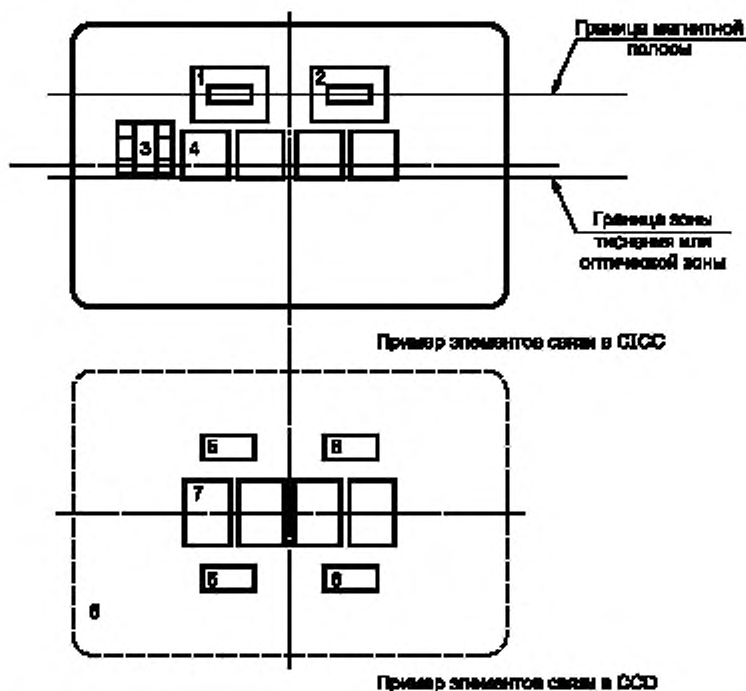 Граница магнитной
полосы
1
2
3
4
Граница зоны
тиснения или
оптической зоны
Пример элементов связи в CICC
5
6
7
5
6
Пример элементов связи в CCD